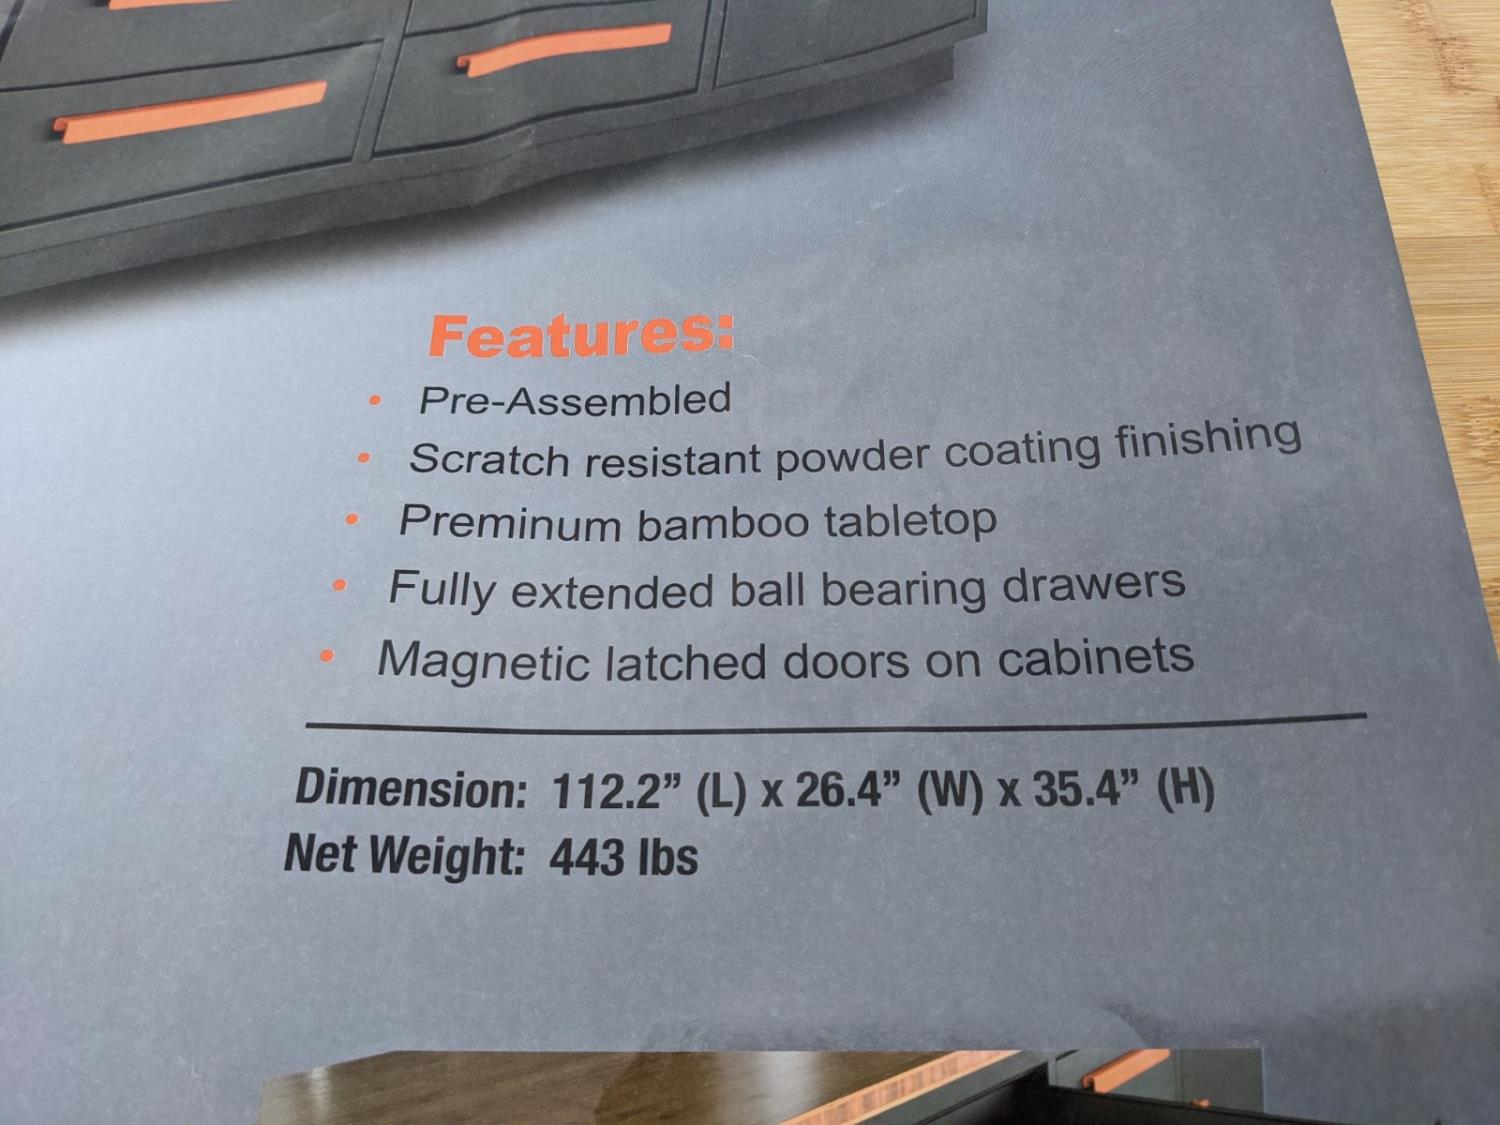 Features:
• Pre-Assembled
• Scratch resistant powder coating finishing
• Preminum bamboo tabletop
• Fully extended ball bearing drawers
• Magnetic latched doors on cabinets
Dimension: 112.2” (L) x 26.4” (W) x 35.4” (H)
Net Weight: 443 lbs